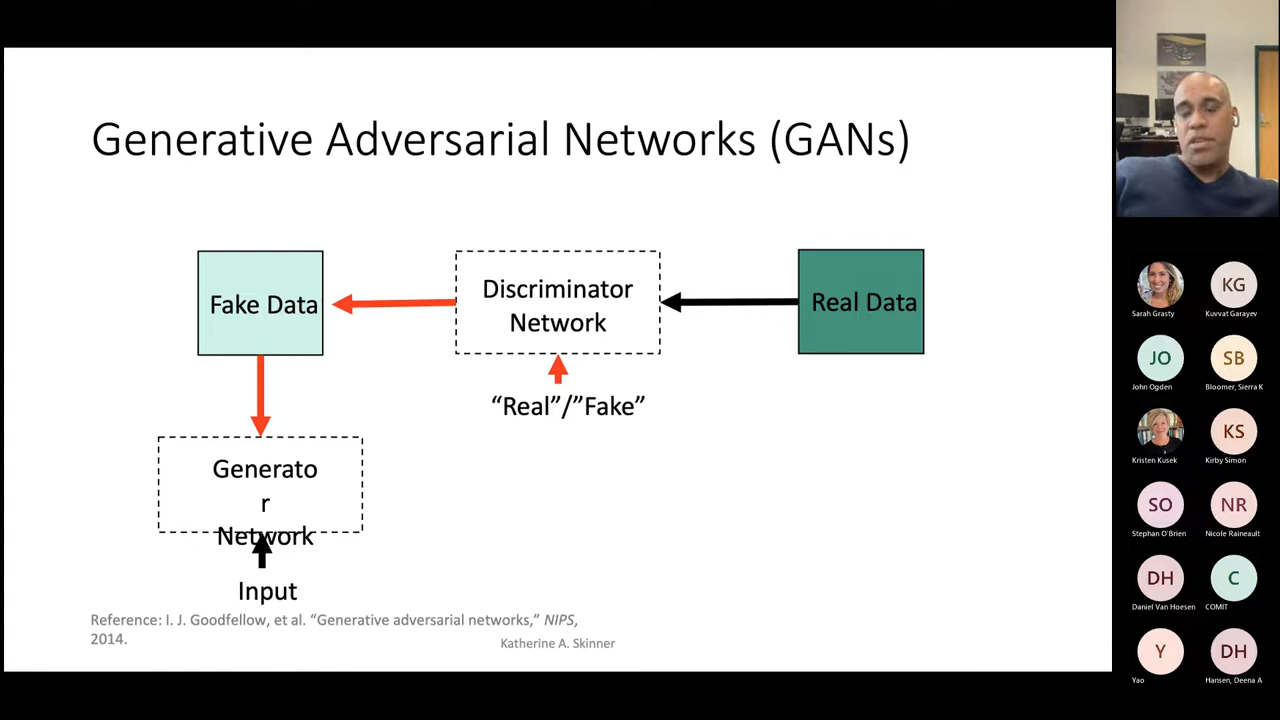 Generative Adversarial Networks (GANs)
Fake Data
Discriminator
Network
Real Data
“Real”/”Fake”
Generato
r
Network
Input
Reference: I. J. Goodfellow, et al. “Generative adversarial networks,” NIPS,
2014.
Katherine A. Skinner
Sarah Grasty
KG
Kuvvat Garayev
JO
John Ogden
SB
Bloomer, Sierra K
Kristen Kusek
KS
Kirby Simon
SO
Stephan O'Brien
NR
Nicole Raineault
DH
Daniel Van Hoesen
C
COMIT
Y
Yao
DH
Hansen, Deena A